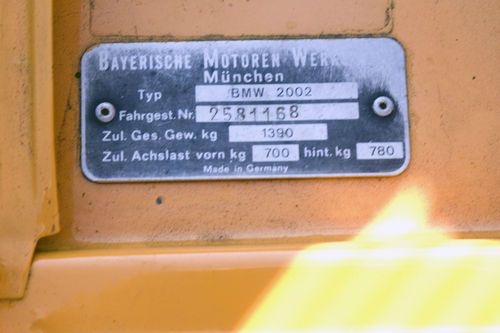 BAYERISCHE MOTOREN WERKE
München
Typ BMW 2002
Fahrgest. Nr. 2581168
Zul. Ges. Gew. kg 1390
Zul. Achslast vorn kg 700 hint. kg 780
Made in Germany